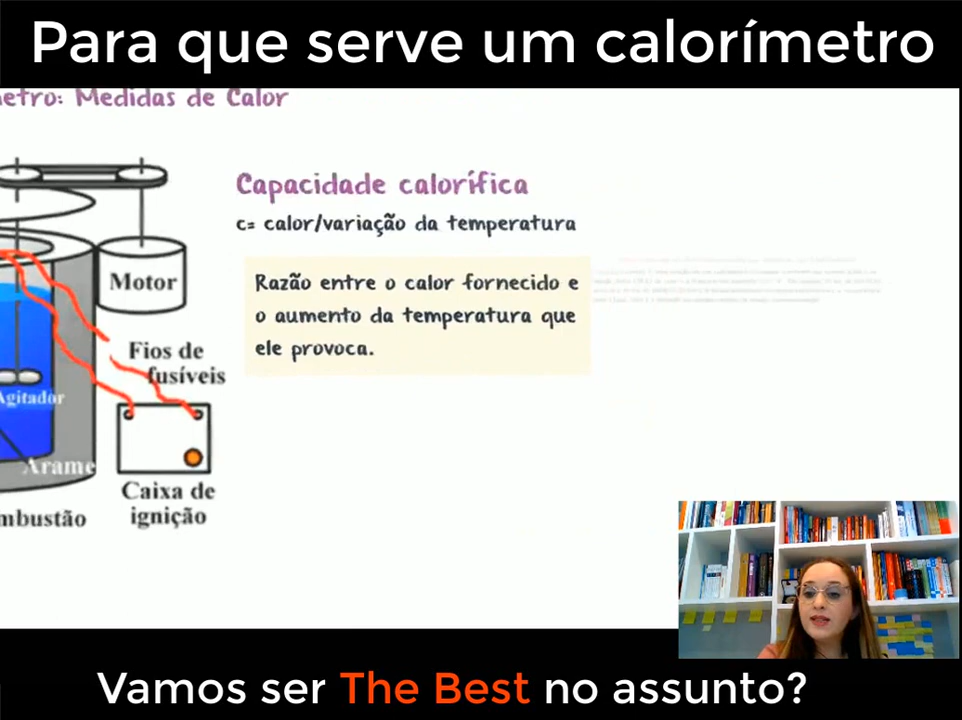 Para que serve um calorímetro
etro: Medidas de Calor
Capacidade calorífica
c= calor/variação da temperatura
Razão entre o calor fornecido e
o aumento da temperatura que
ele provoca.
Motor
Fios de
fusíveis
Agitador
Arame
Caixa de
ignição
mbustão
Vamos ser The Best no assunto?